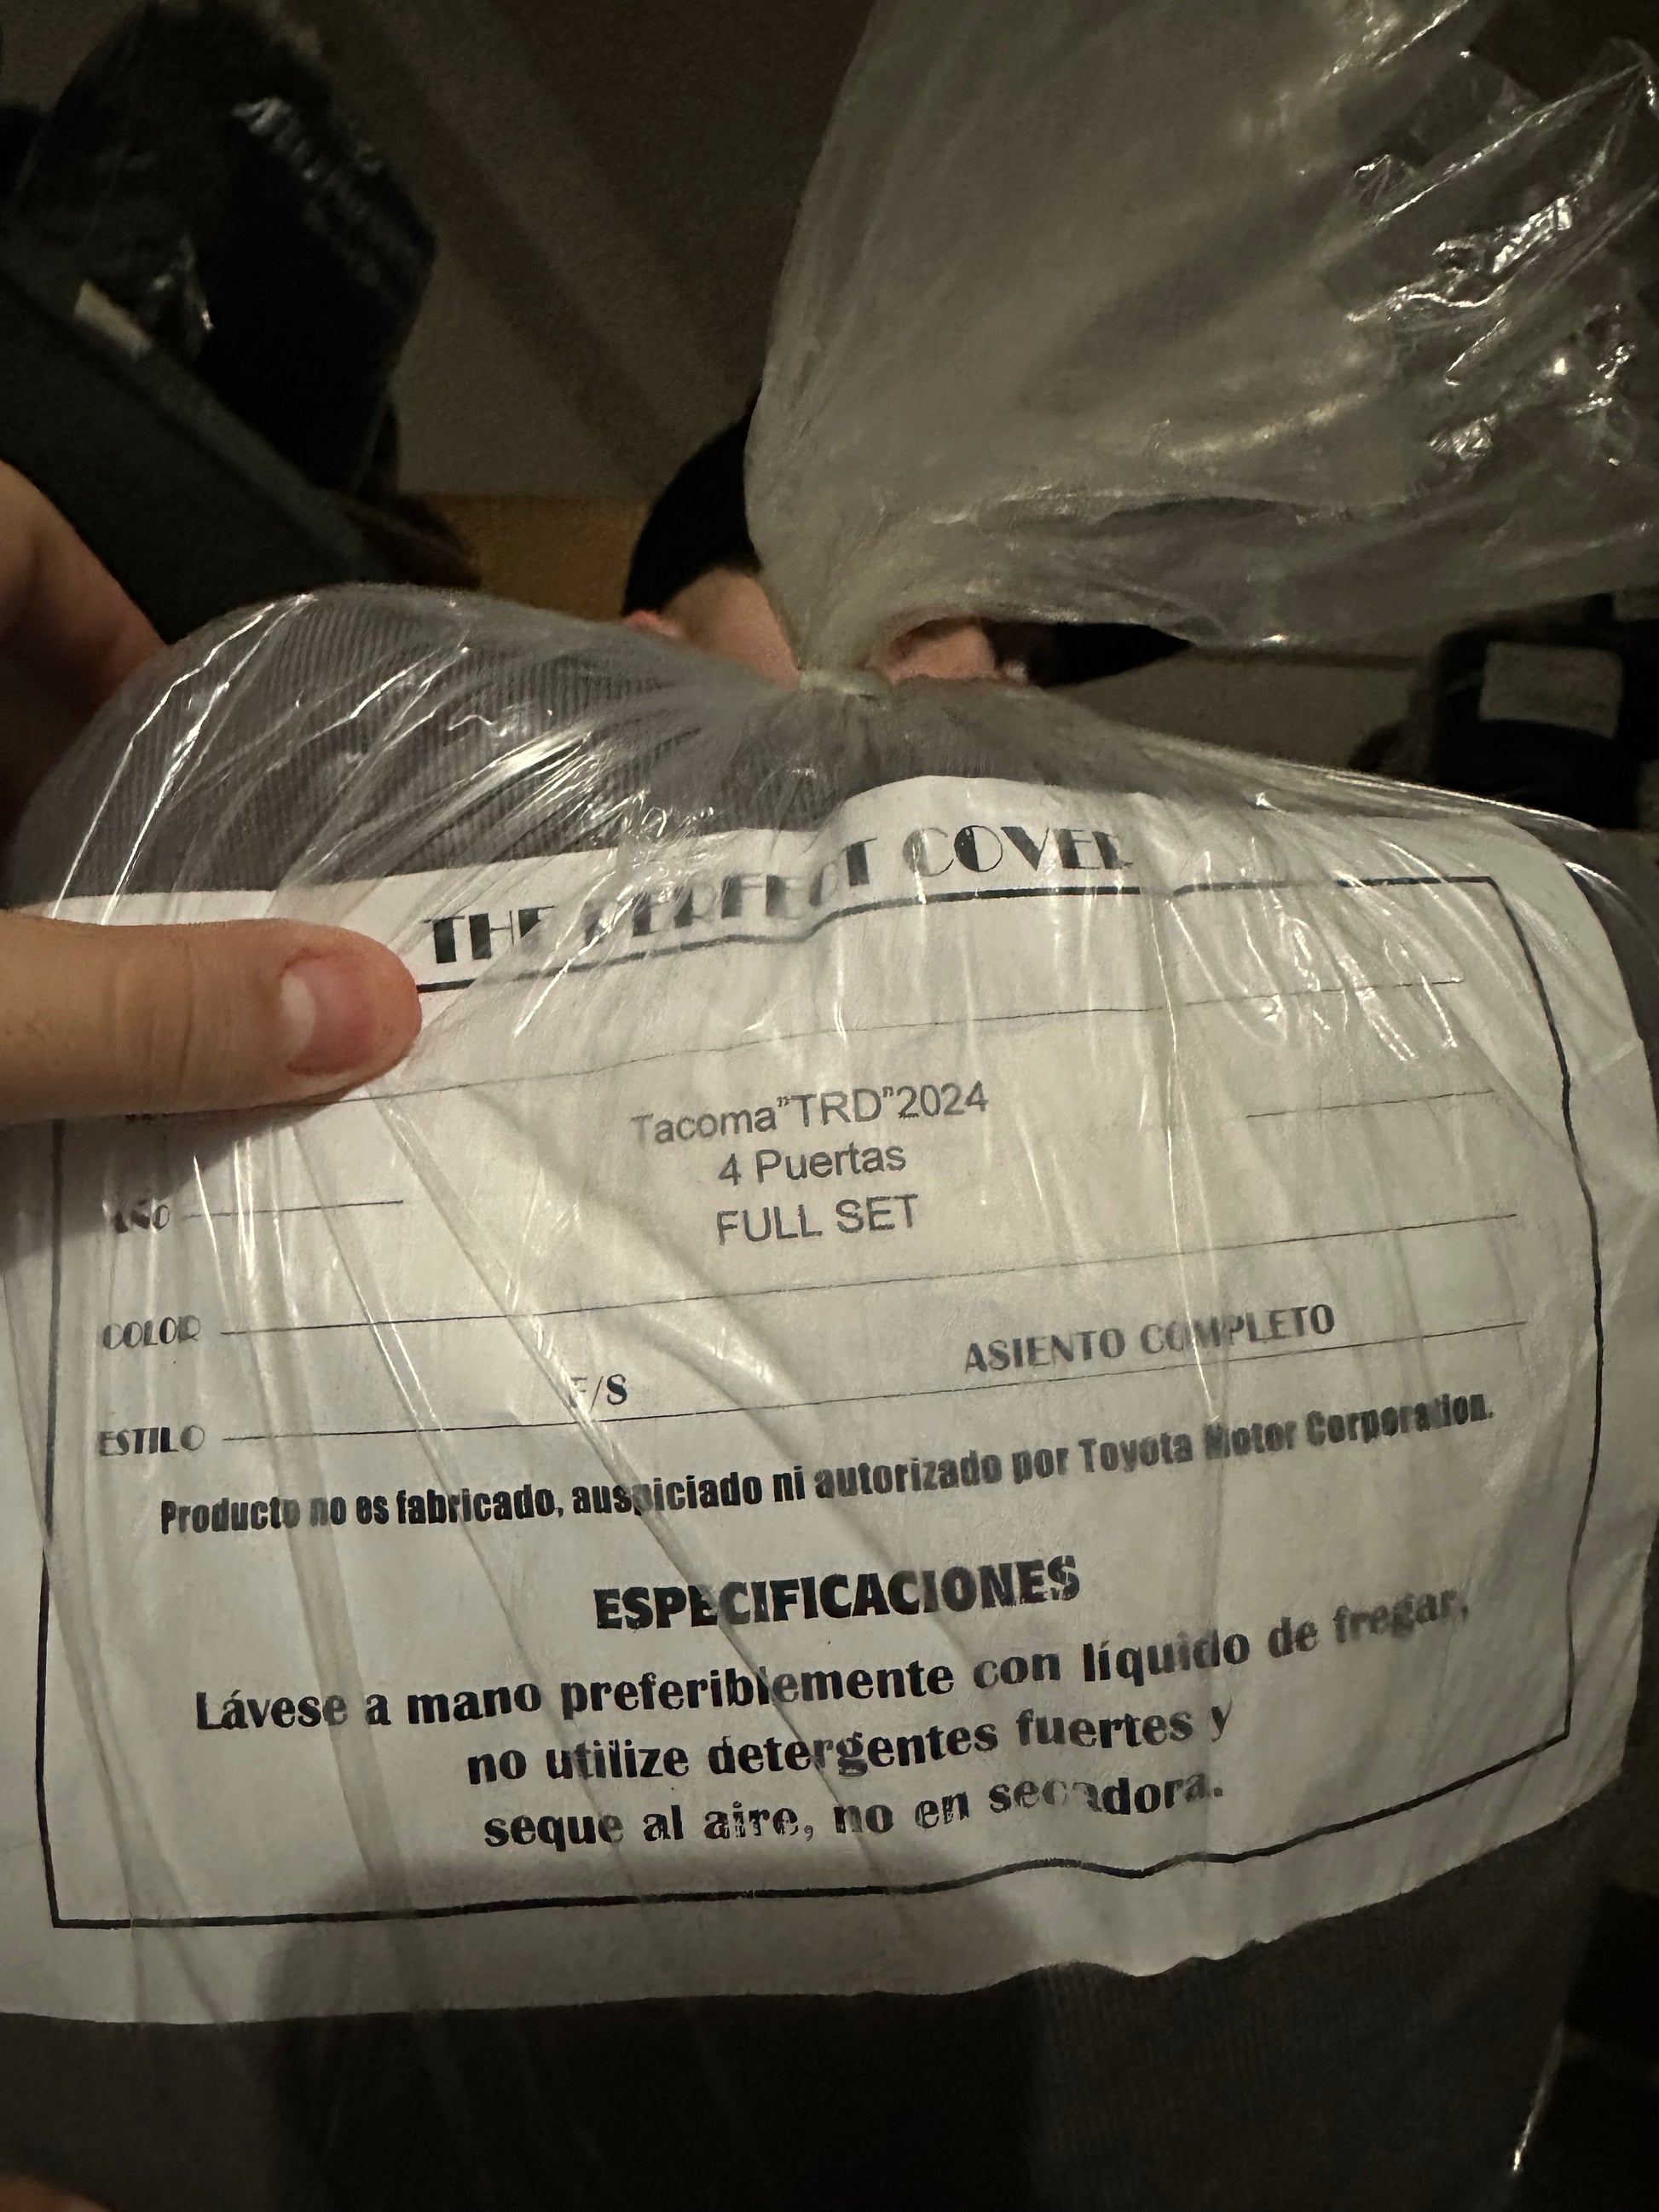 THE PERFECT COVER
Tacoma"TRD"2024
4 Puertas
FULL SET
AÑO
COLOR
F/S ASIENTO COMPLETO
ESTILO
Producto no es fabricado, auspiciado ni autorizado por Toyota Motor Corporation.
ESPECIFICACIONES
Lávese a mano preferiblemente con líquido de fregar,
no utilize detergentes fuertes y
seque al aire, no en secadora.